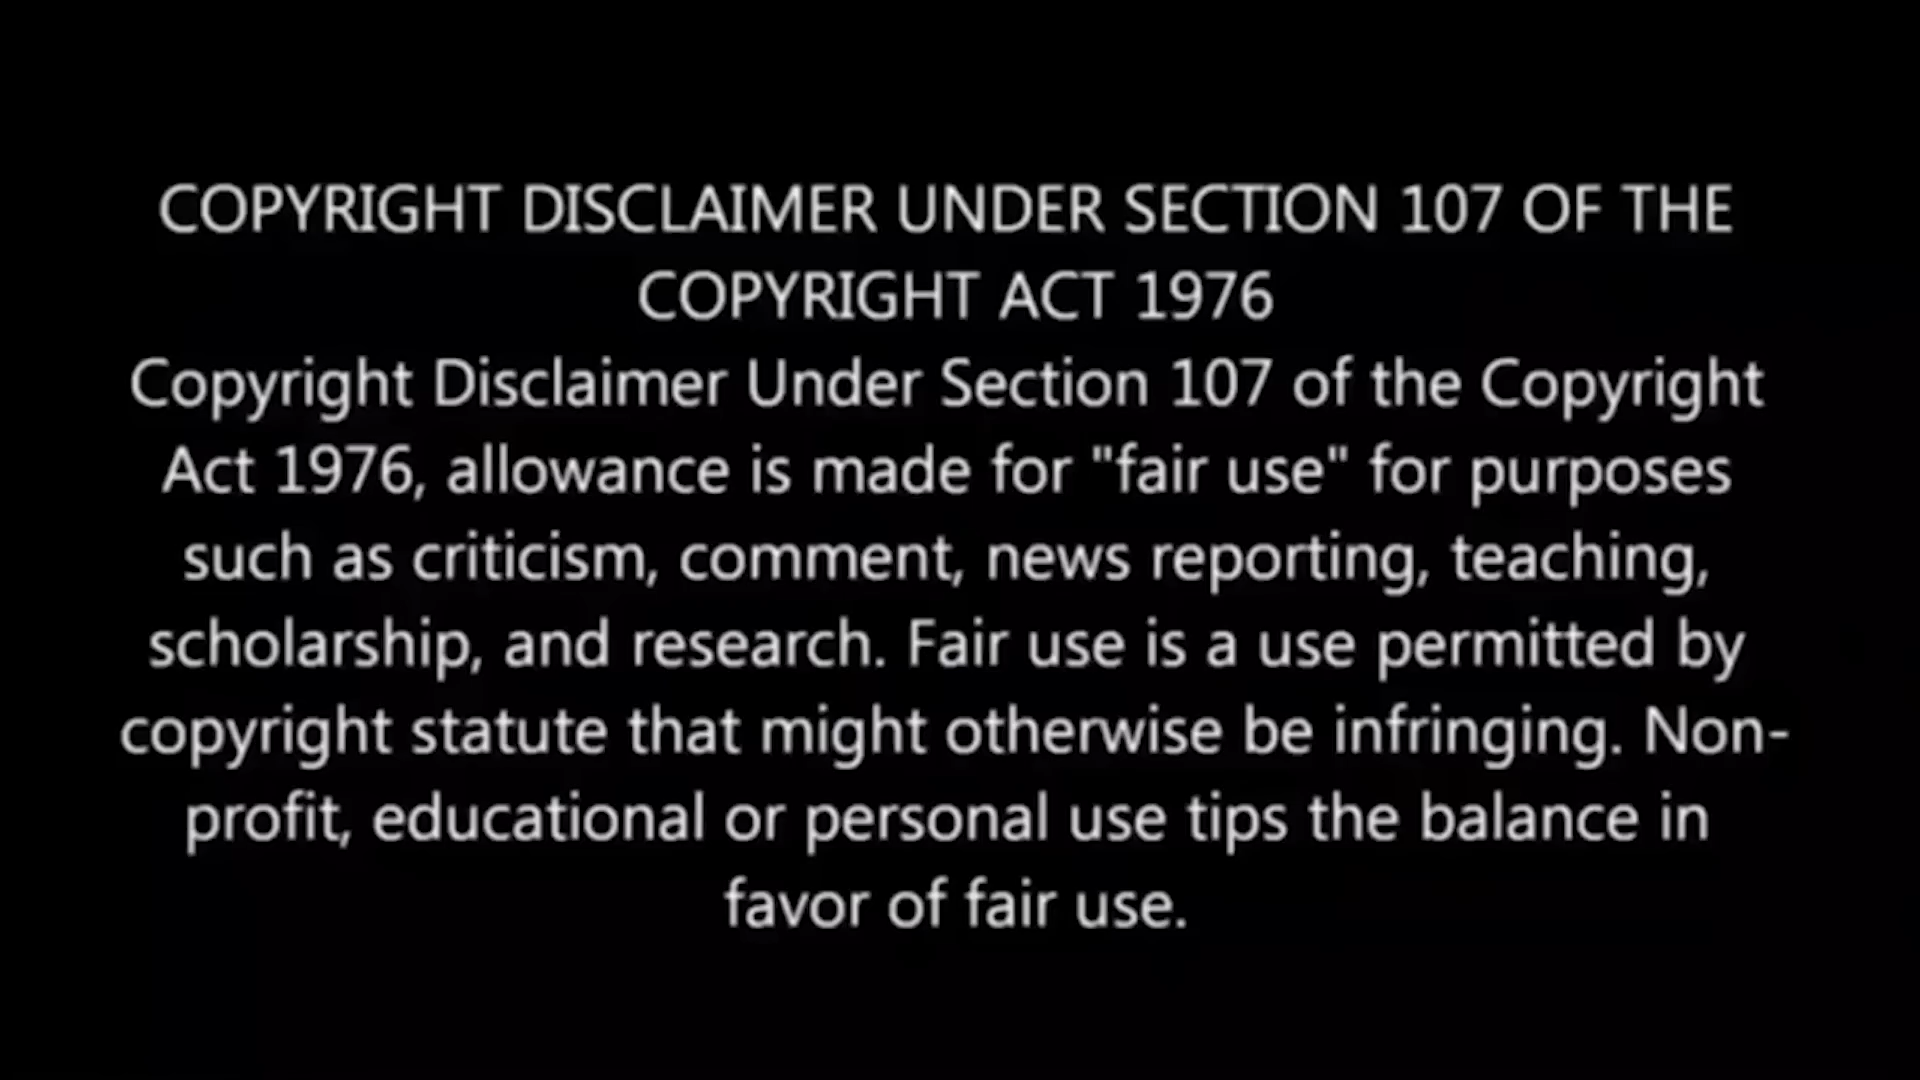 COPYRIGHT DISCLAIMER UNDER SECTION 107 OF THE
COPYRIGHT ACT 1976
Copyright Disclaimer Under Section 107 of the Copyright
Act 1976, allowance is made for "fair use" for purposes
such as criticism, comment, news reporting, teaching,
scholarship, and research. Fair use is a use permitted by
copyright statute that might otherwise be infringing. Non-
profit, educational or personal use tips the balance in
favor of fair use.